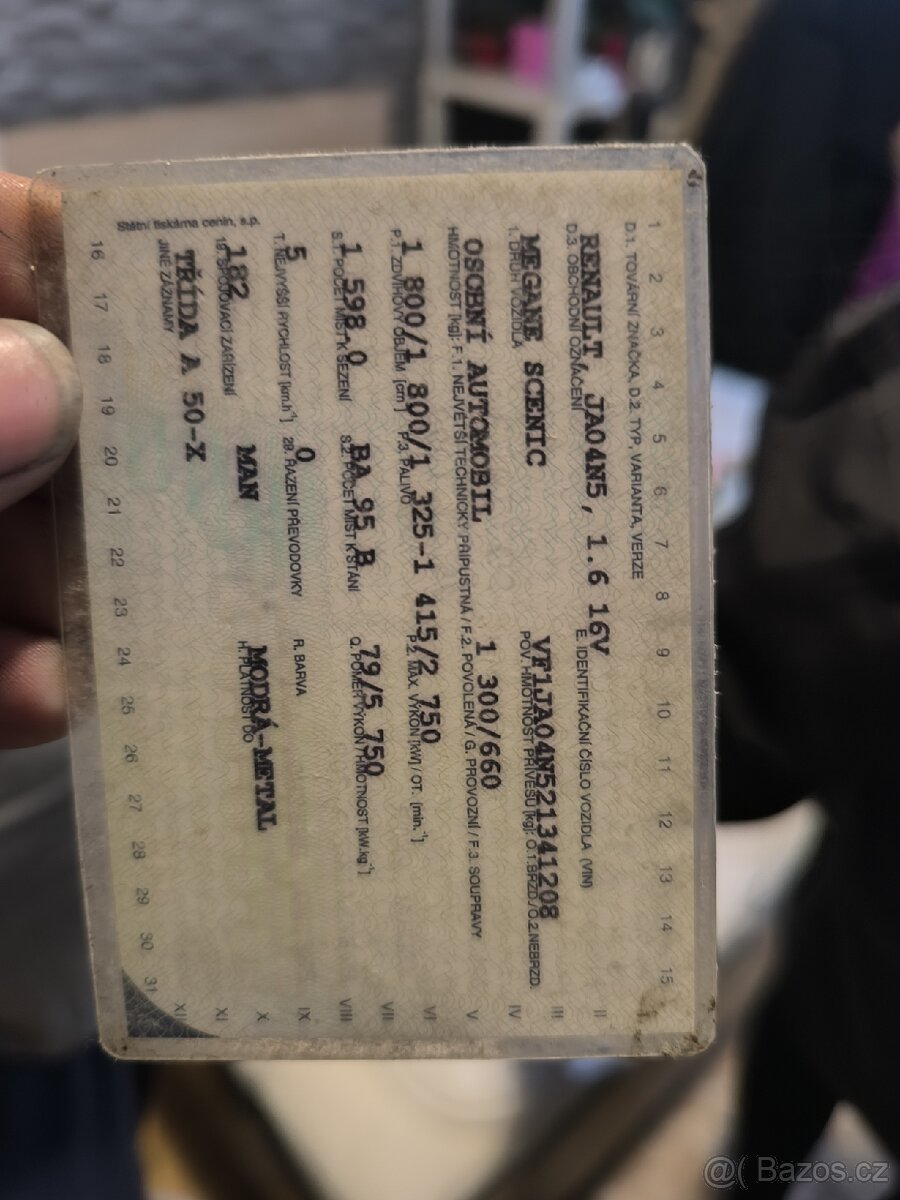 1 2 3 4 5 6 7 8 9 10 11 12 13 14 15
D.1. TOVÁRNÍ ZNAČKA, D.2. TYP, VARIANTA, VERZE
RENAULT, JA04N5, 1.6 16V
II
D.3. OBCHODNÍ OZNAČENÍ E. IDENTIFIKAČNÍ ČÍSLO VOZIDLA (VIN)
MEGANE SCENIC VF1JA04N521341208
III
1. DRUH VOZIDLA POV. HMOTNOST PŘÍVĚSU [kg]: O.1 BRZD./O.2 NEBRZD.
IV
OSOBNÍ AUTOMOBIL 1 300/660
HMOTNOST [kg]: F.1. NEJVĚTŠÍ TECHNICKY PŘÍPUSTNÁ / F.2. POVOLENÁ / G. PROVOZNÍ / F.3. SOUPRAVY
V
1 800/1 800/1 325-1 415/2 750
VI
P.1. ZDVIHOVÝ OBJEM [cm³] P.3. PALIVO P.2. MAX. VÝKON [kW] / OT. [min.⁻¹]
1 598.0 BA 95 B 79/5 750
VII
S.1. POČET MÍST K SEZENÍ S.2. POČET MÍST K STÁNÍ Q. POMĚR VÝKON / HMOTNOST [kW.kg⁻¹]
VIII
5 0
T. NEJVYŠŠÍ RYCHLOST [km.h⁻¹] 28. ŘAZENÍ PŘEVODOVKY R. BARVA
IX
182 MAN MODRÁ-METAL
X
SPOJOVACÍ ZAŘÍZENÍ H. PLATNOST DO
XI
TŘÍDA A 50-X
JINÉ ZÁZNAMY
XII
Státní tiskárna cenin, s.p.
16 17 18 19 20 21 22 23 24 25 26 27 28 29 30 31
@( Bazos.cz